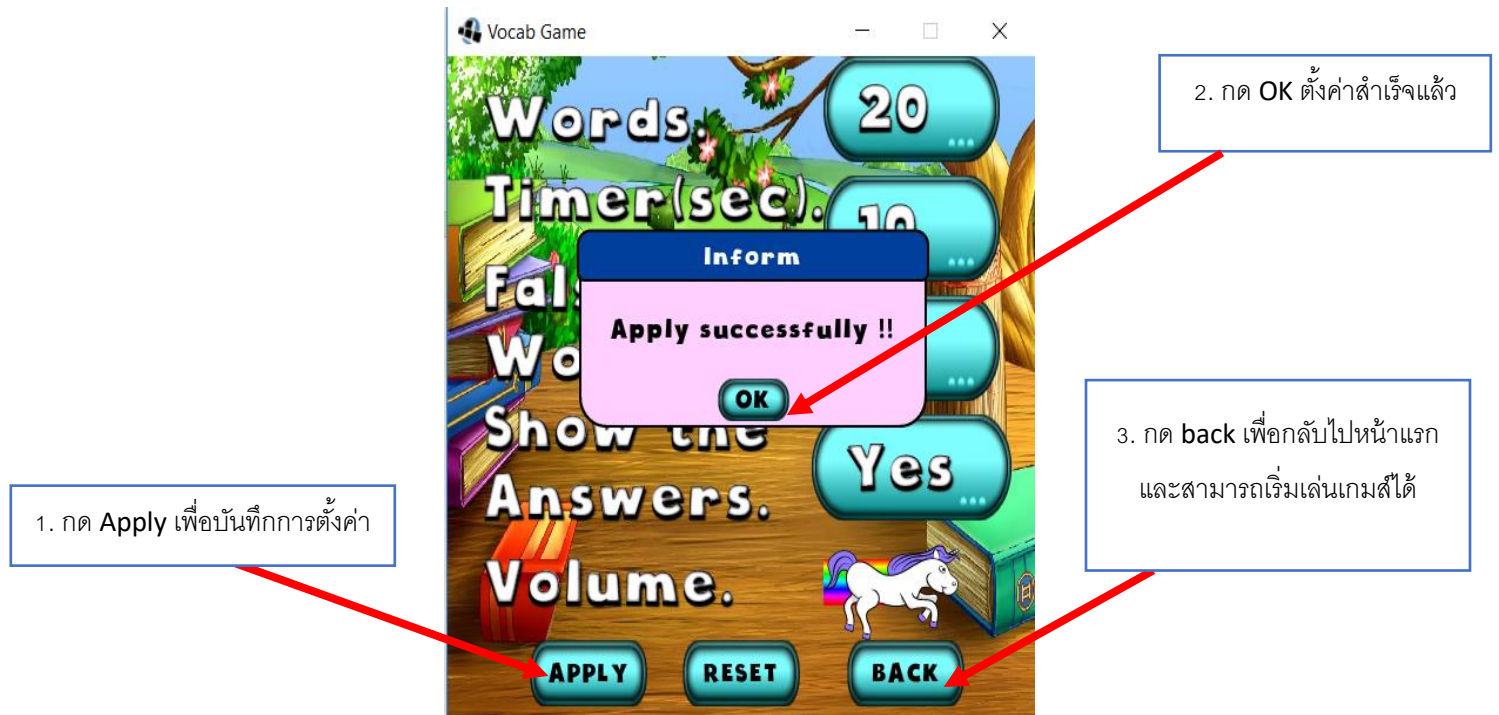 Vocab Game
Words. 20
Timer(sec). 10
Inform
Apply successfully !!
OK
Show the
Answers. Yes
Volume.
APPLY RESET BACK
1. กด Apply เพื่อบันทึกการตั้งค่า
2. กด OK ตั้งค่าสำเร็จแล้ว
3. กด back เพื่อกลับไปหน้าแรก
และสามารถเริ่มเล่นเกมส์ได้